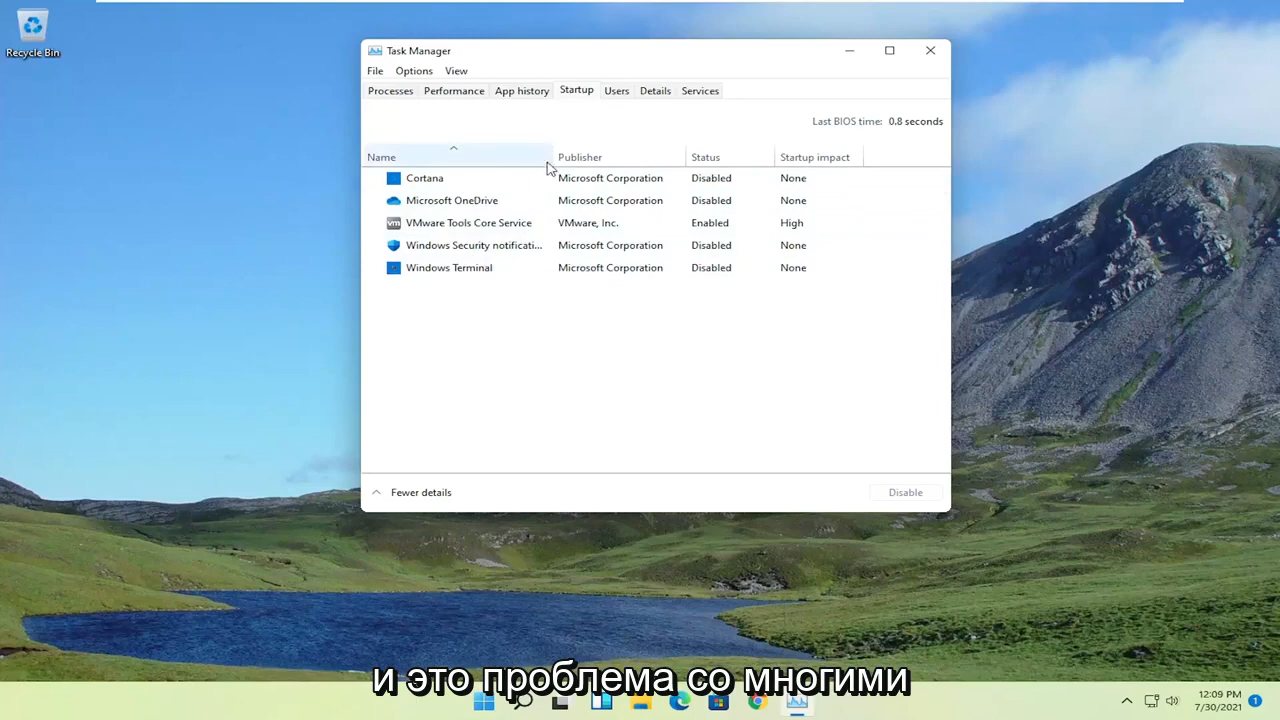 Recycle Bin
Task Manager
File Options View
Processes Performance App history Startup Users Details Services
Last BIOS time: 0.8 seconds
Name Publisher Status Startup impact
Cortana Microsoft Corporation Disabled None
Microsoft OneDrive Microsoft Corporation Disabled None
VMware Tools Core Service VMware, Inc. Enabled High
Windows Security notificati... Microsoft Corporation Disabled None
Windows Terminal Microsoft Corporation Disabled None
Fewer details Disable
и это проблема со многими
12:09 PM
7/30/2021 1